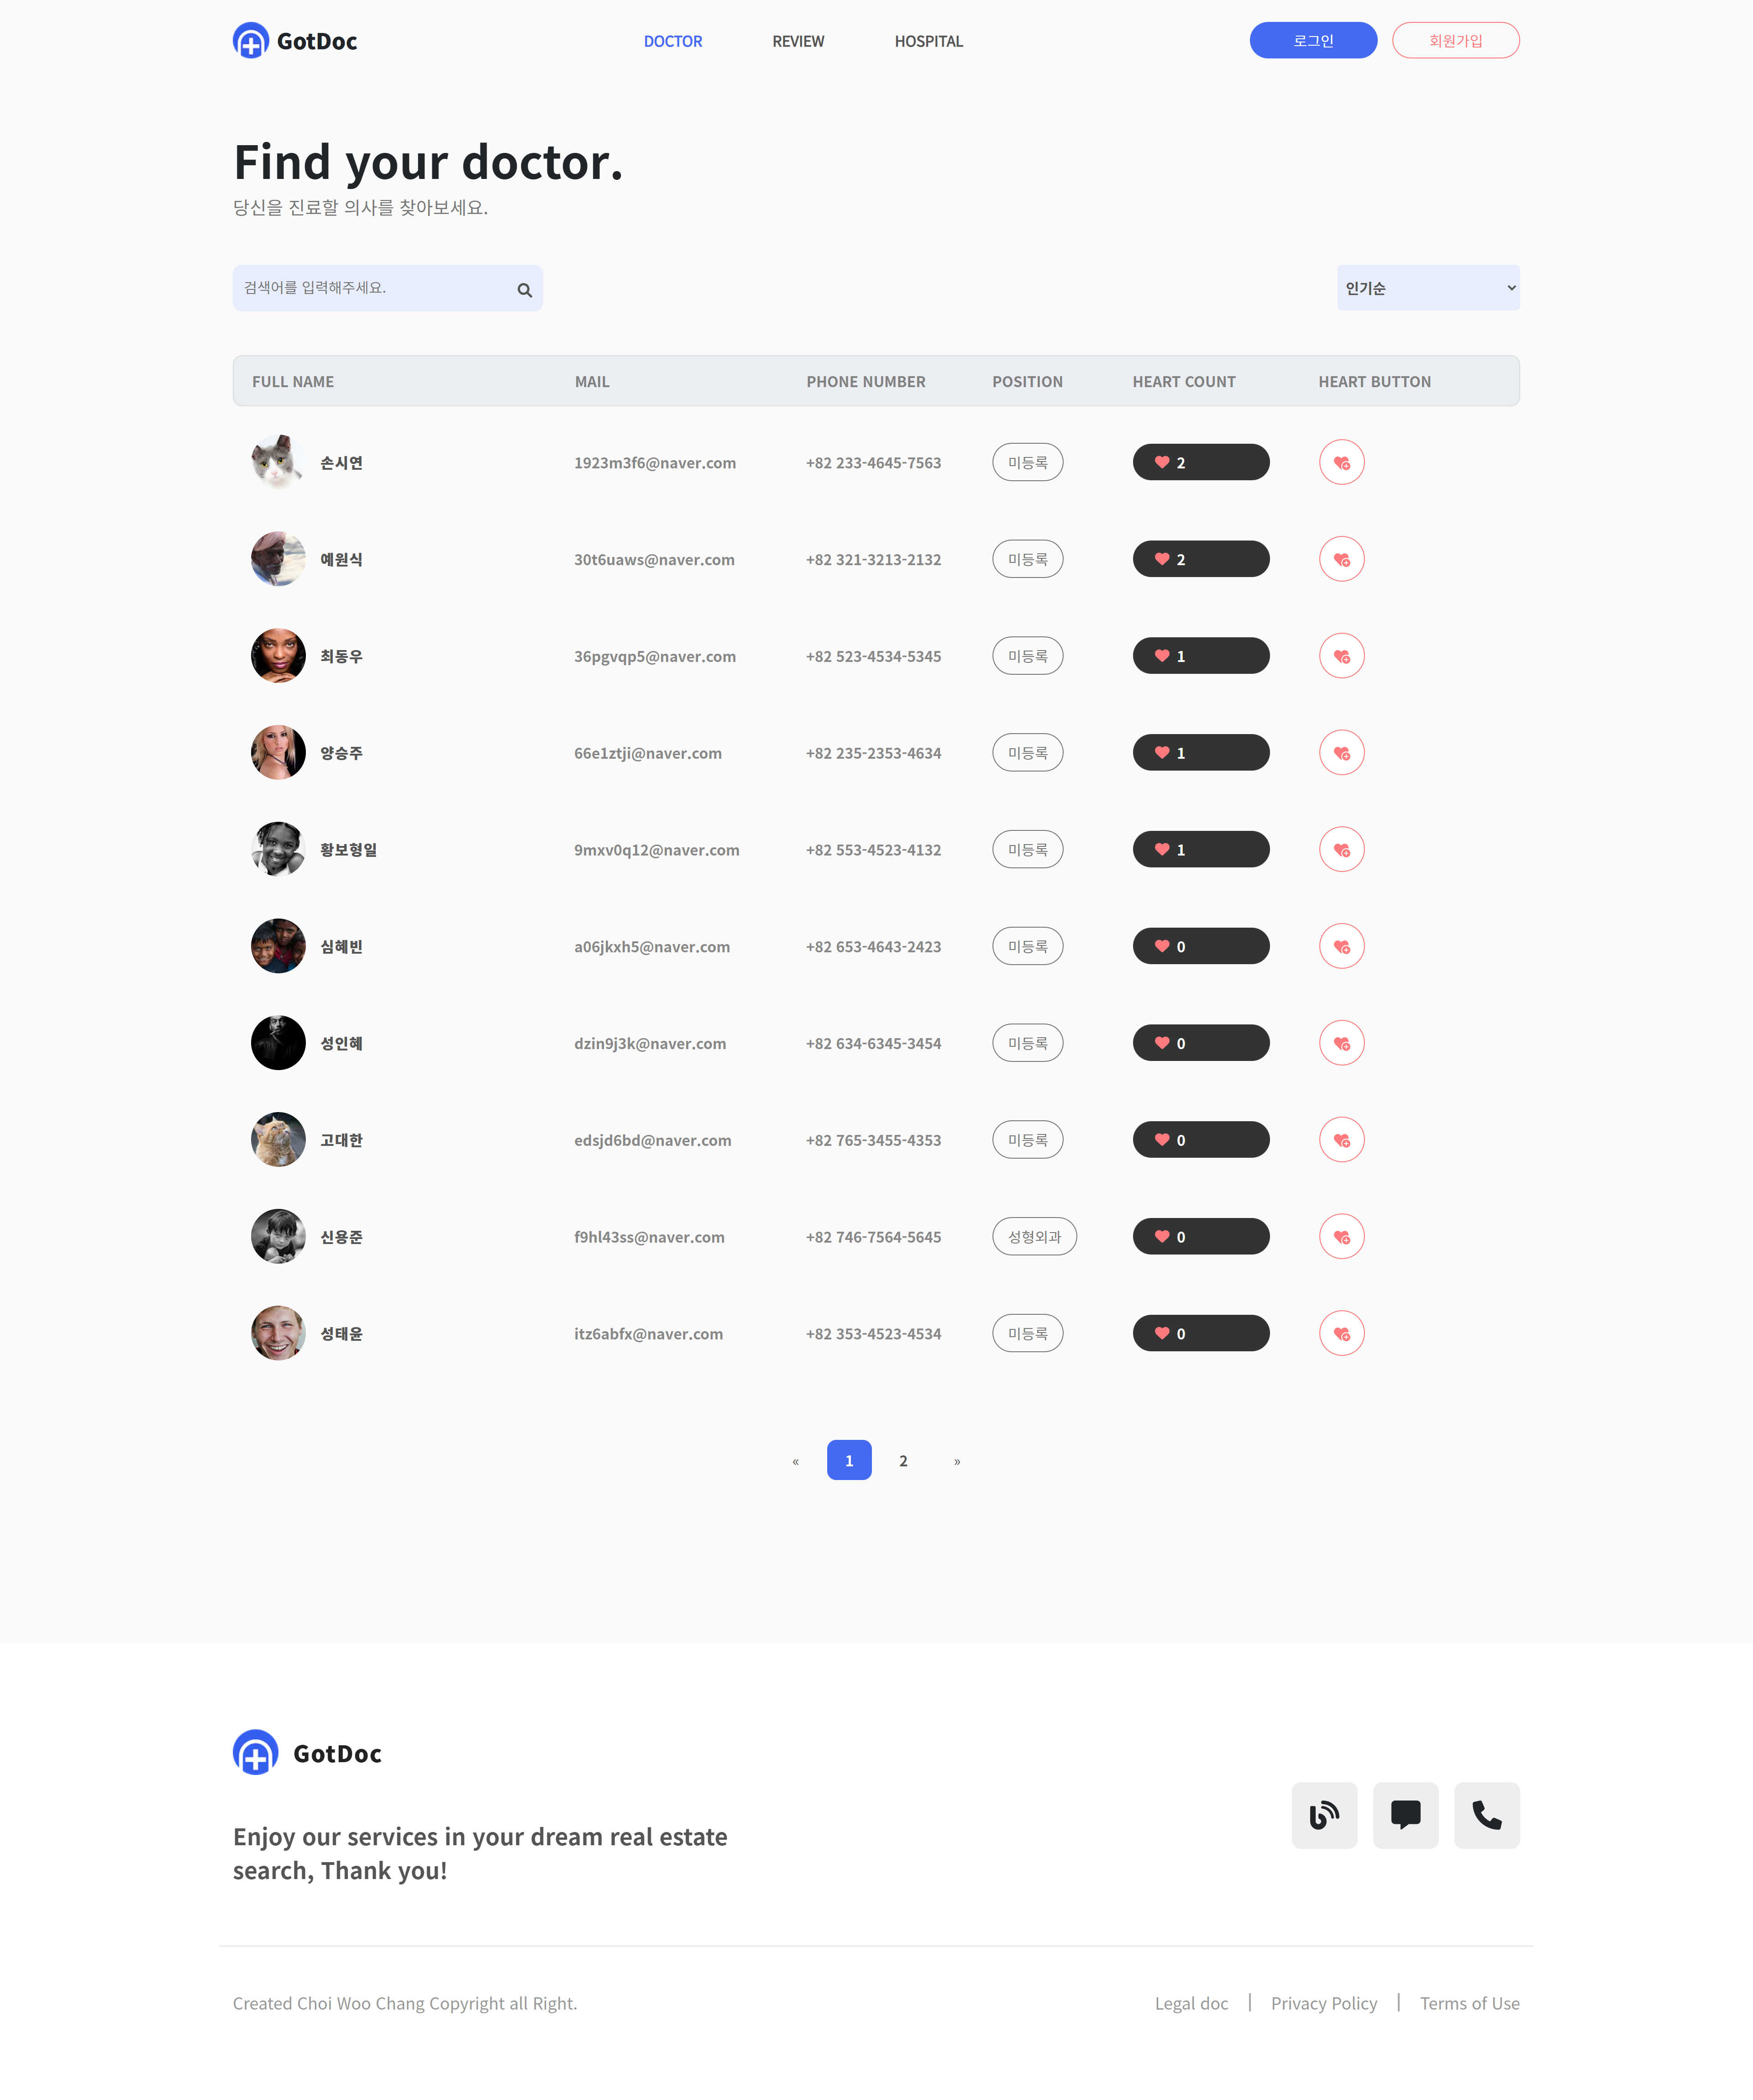 GotDoc
DOCTOR
REVIEW
HOSPITAL
로그인
회원가입
Find your doctor.
당신을 진료할 의사를 찾아보세요.
검색어를 입력해주세요.
인기순
FULL NAME MAIL PHONE NUMBER POSITION HEART COUNT HEART BUTTON
손시연 1923m3f6@naver.com +82 233-4645-7563 미등록 2
예원식 30t6uaws@naver.com +82 321-3213-2132 미등록 2
최동우 36pgvqp5@naver.com +82 523-4534-5345 미등록 1
양승주 66e1ztji@naver.com +82 235-2353-4634 미등록 1
황보형일 9mxv0q12@naver.com +82 553-4523-4132 미등록 1
심혜빈 a06jkxh5@naver.com +82 653-4643-2423 미등록 0
성인혜 dzin9j3k@naver.com +82 634-6345-3454 미등록 0
고대한 edsjd6bd@naver.com +82 765-3455-4353 미등록 0
신용준 f9hl43ss@naver.com +82 746-7564-5645 성형외과 0
성태윤 itz6abfx@naver.com +82 353-4523-4534 미등록 0
« 1 2 »
GotDoc
Enjoy our services in your dream real estate
search, Thank you!
Created Choi Woo Chang Copyright all Right.
Legal doc | Privacy Policy | Terms of Use